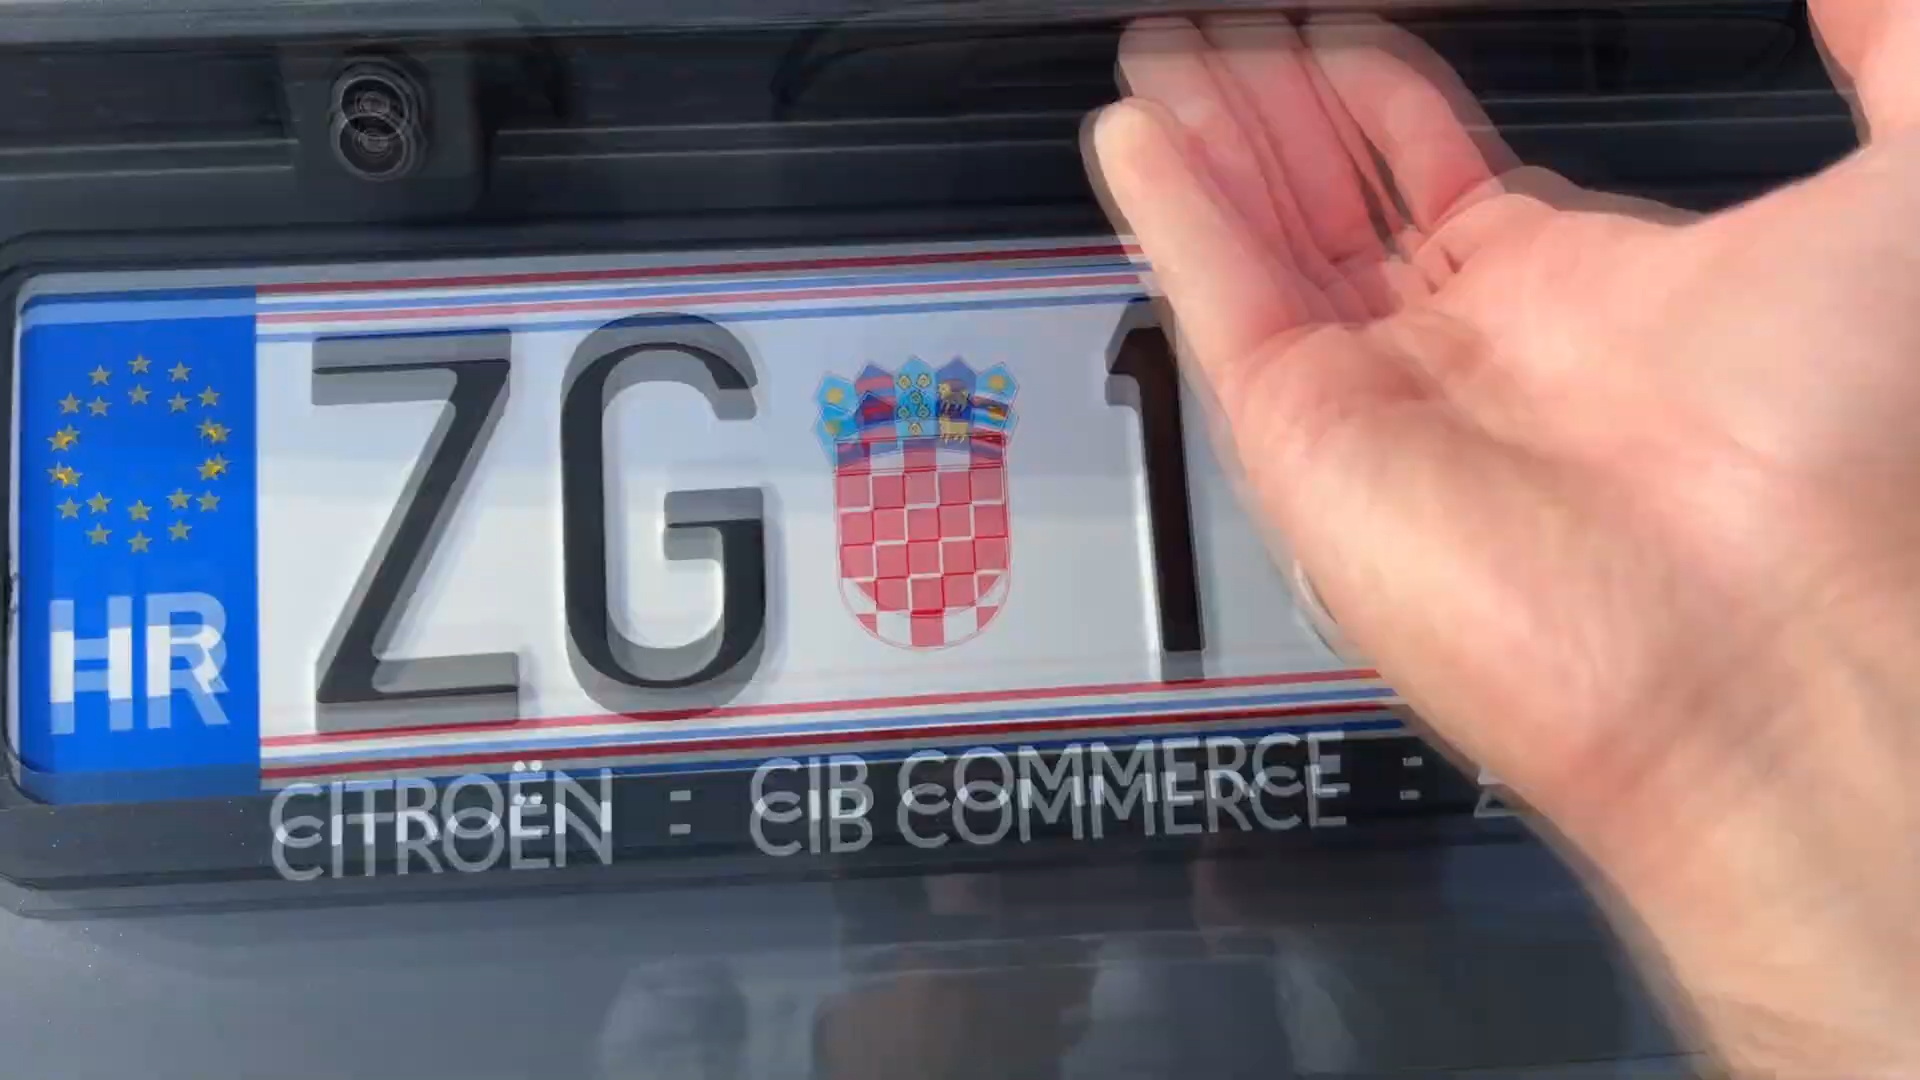 HR ZG 1
CITROËN : CIB COMMERCE :